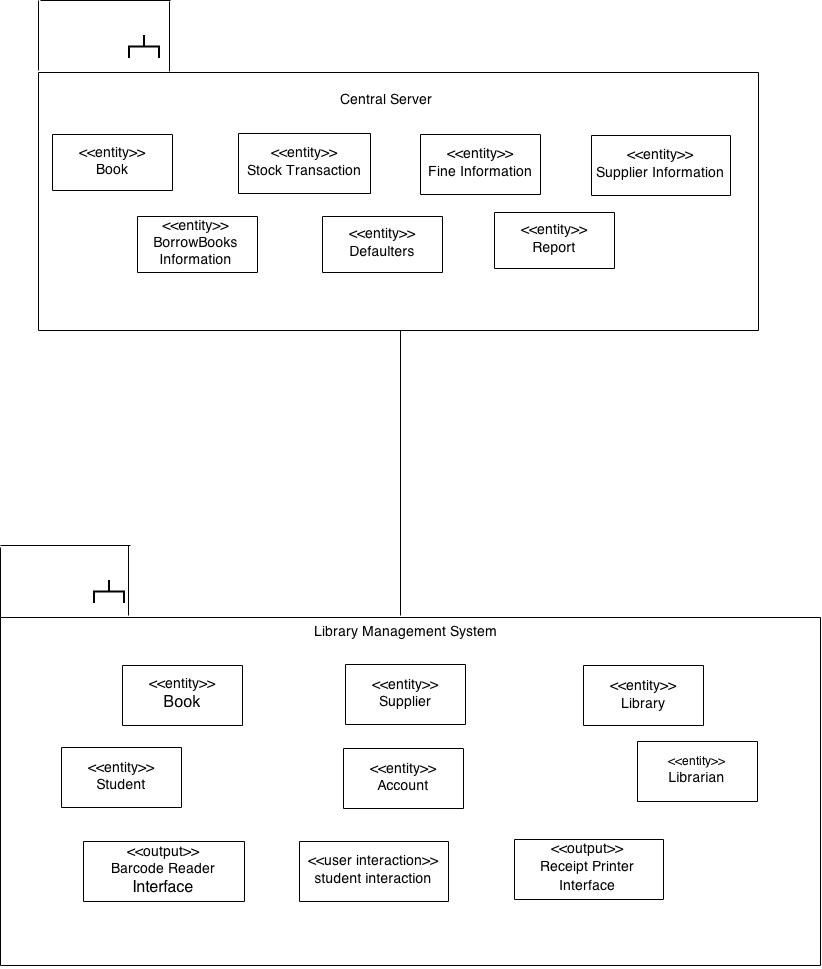 Central Server
<<entity>>
Book
<<entity>>
Stock Transaction
<<entity>>
Fine Information
<<entity>>
Supplier Information
<<entity>>
BorrowBooks
Information
<<entity>>
Defaulters
<<entity>>
Report
Library Management System
<<entity>>
Book
<<entity>>
Supplier
<<entity>>
Library
<<entity>>
Student
<<entity>>
Account
<<entity>>
Librarian
<<output>>
Barcode Reader
Interface
<<user interaction>>
student interaction
<<output>>
Receipt Printer
Interface